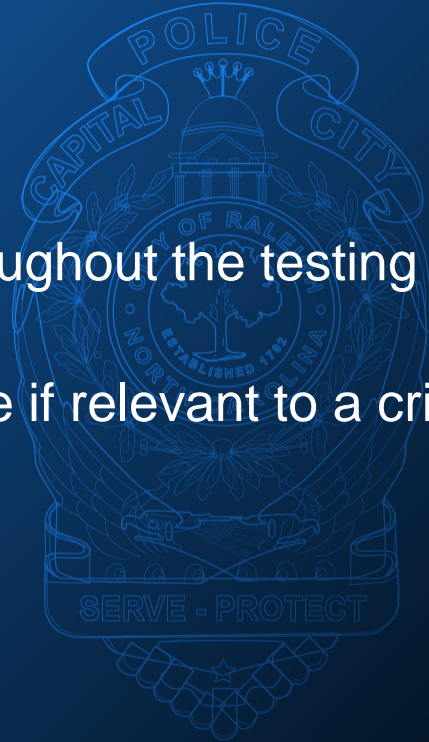 POLICE
CAPITAL CITY
CITY OF RALEIGH
ughout the testing
NORTH CAROLINA
ESTABLISHED 1792
e if relevant to a cri
SERVE - PROTECT